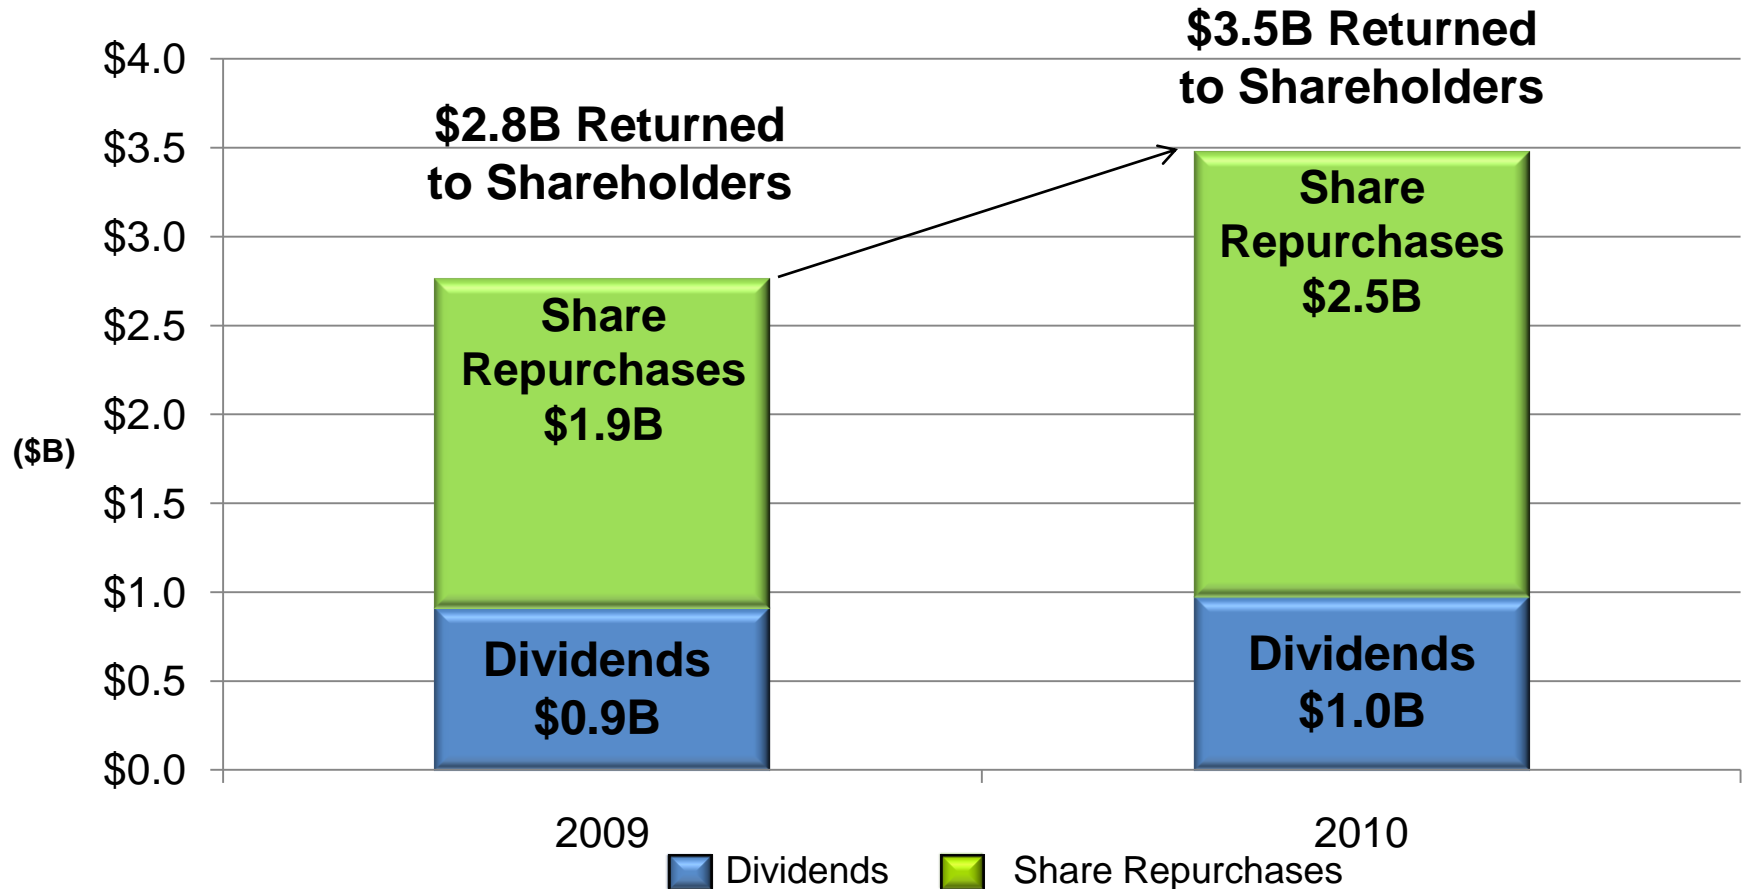 $3.5B Returned
to Shareholders
$2.8B Returned
to Shareholders
$4.0
$3.5
$3.0
$2.5
$2.0
$1.5
$1.0
$0.5
$0.0
($B)
Share
Repurchases
$1.9B
Dividends
$0.9B
Share
Repurchases
$2.5B
Dividends
$1.0B
2009
2010
Dividends
Share Repurchases